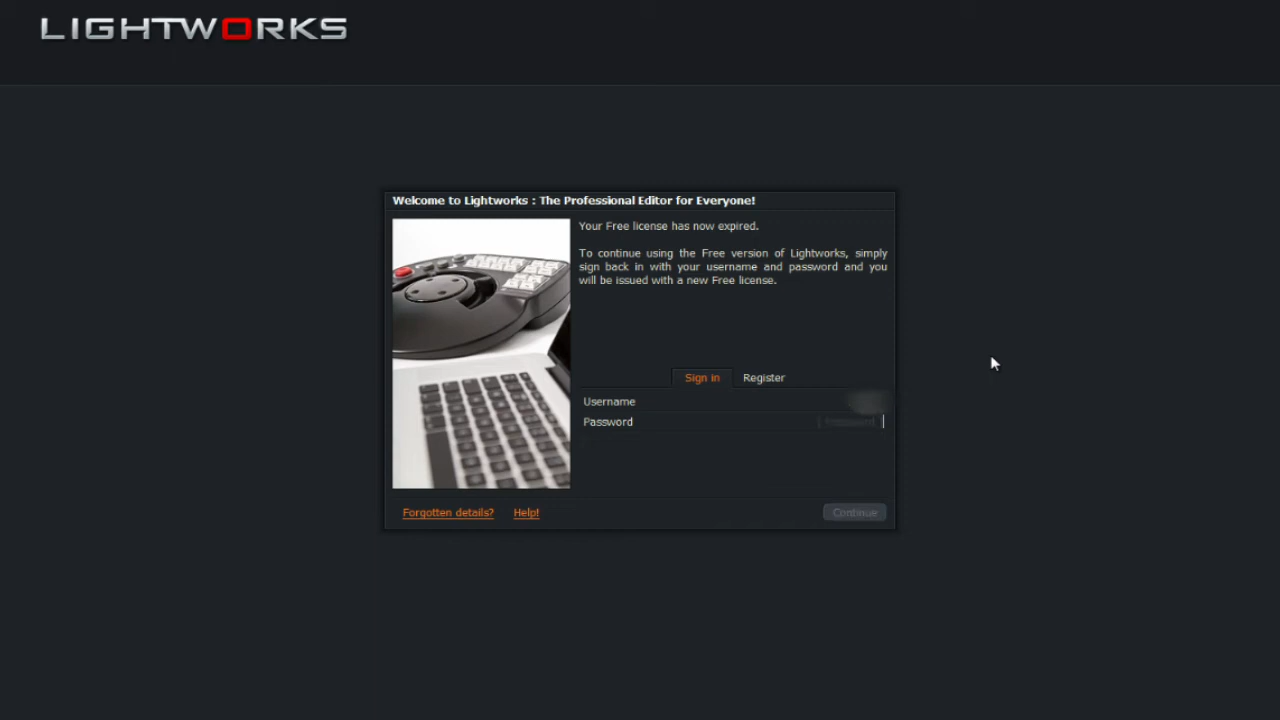 LIGHTWORKS
Welcome to Lightworks : The Professional Editor for Everyone!
Your Free license has now expired.
To continue using the Free version of Lightworks, simply
sign back in with your username and password and you
will be issued with a new Free license.
Sign in Register
Username
Password
Forgotten details? Help! Continue